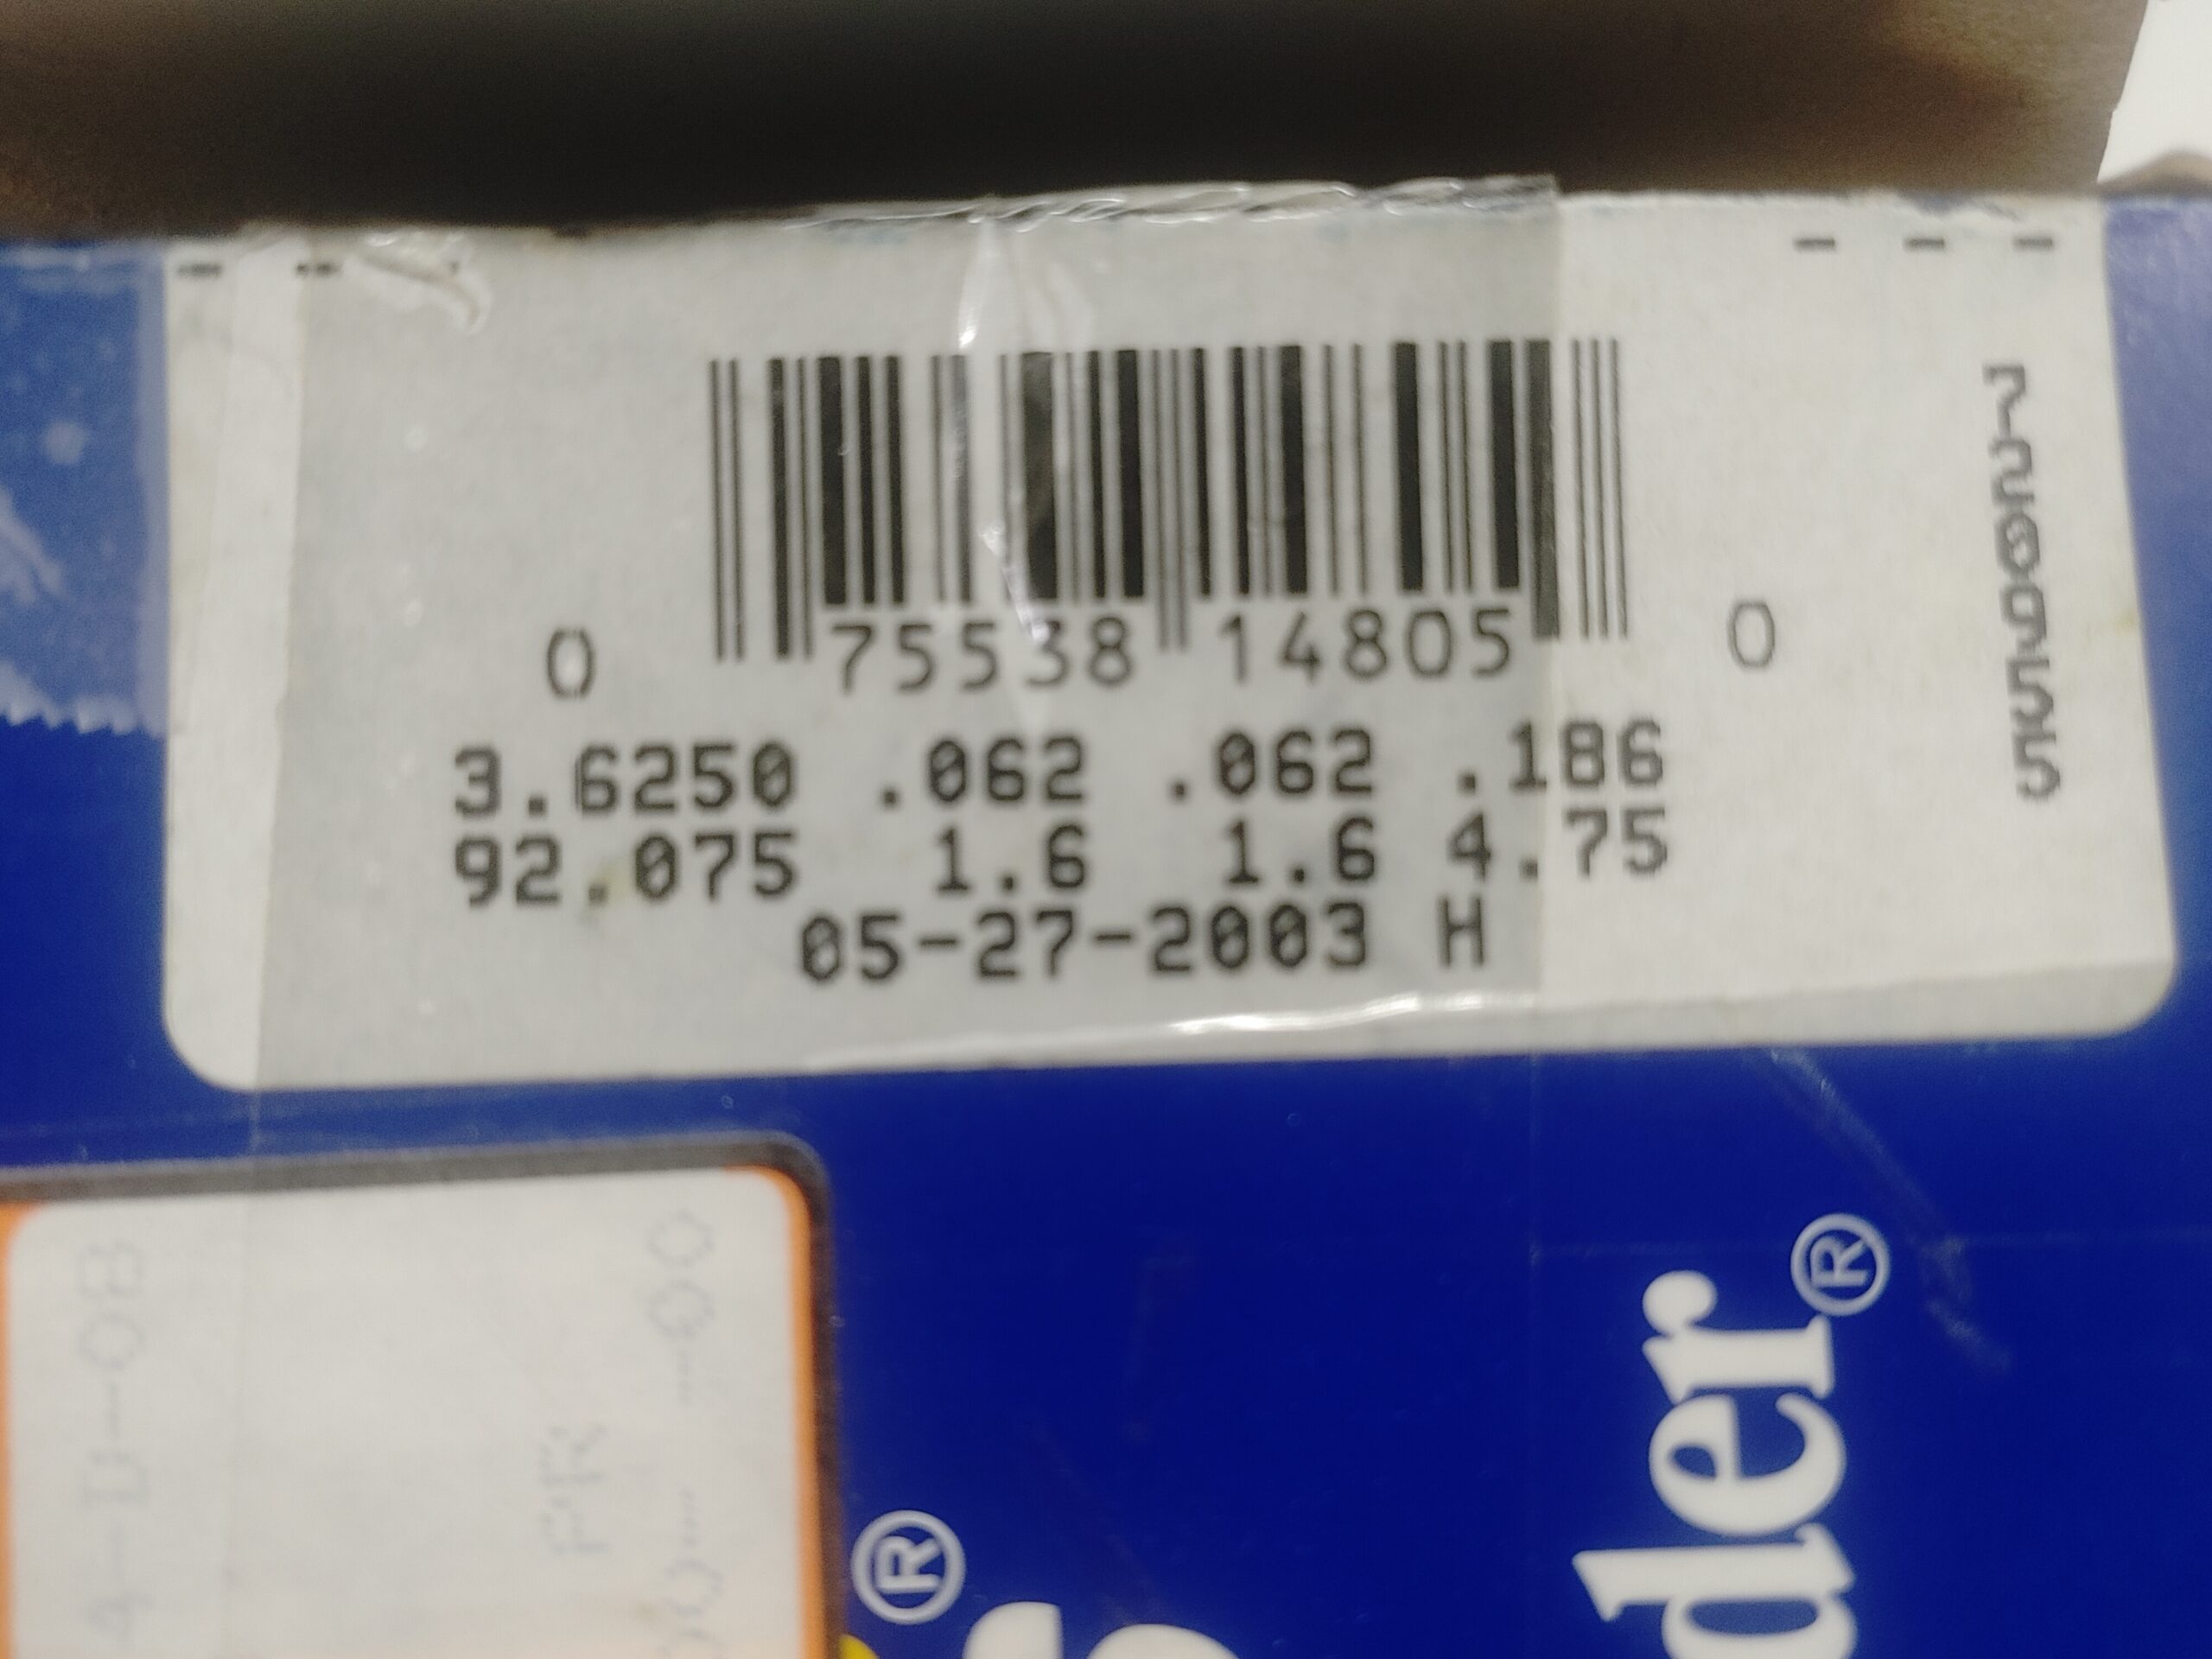 0 75538 14805 0
3.6250 .062 .062 .186
92.075 1.6 1.6 4.75
05-27-2003 H
der®
®
PR